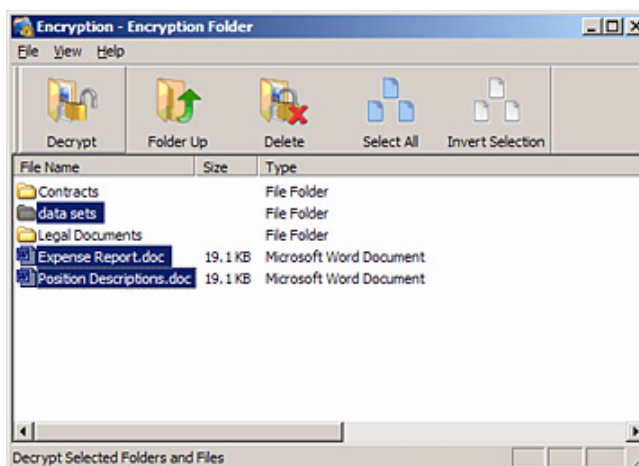 Encryption - Encryption Folder
File View Help
Decrypt Folder Up Delete Select All Invert Selection
File Name Size Type
Contracts File Folder
data sets File Folder
Legal Documents File Folder
Expense Report.doc 19.1 KB Microsoft Word Document
Position Descriptions.doc 19.1 KB Microsoft Word Document
Decrypt Selected Folders and Files